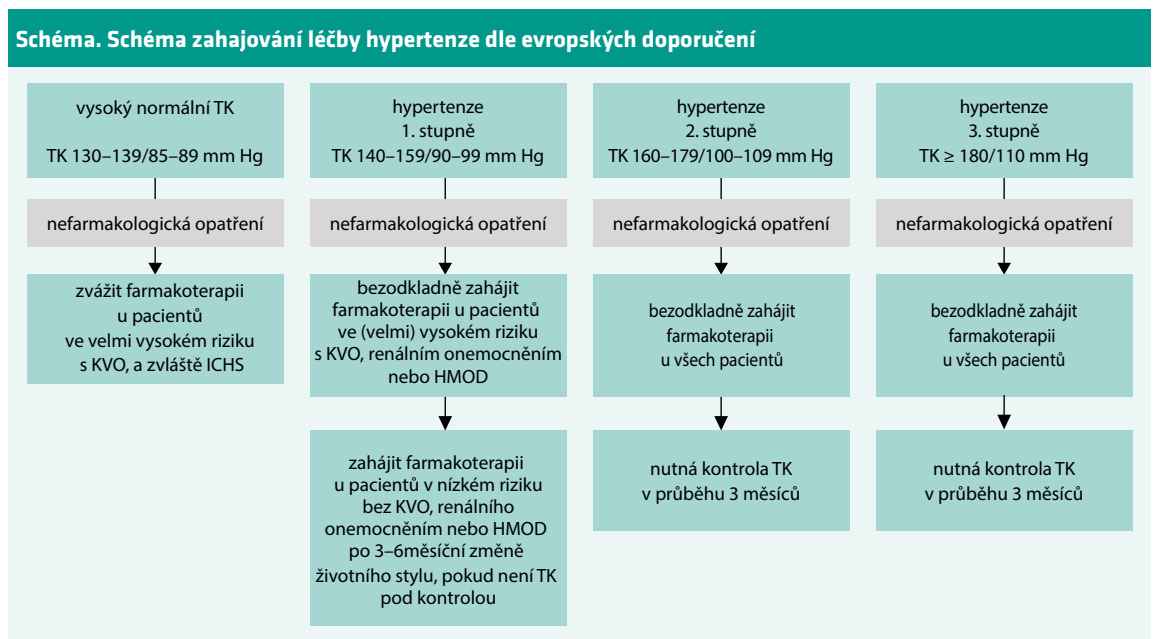 Schéma. Schéma zahajování léčby hypertenze dle evropských doporučení
vysoký normální TK
TK 130–139/85–89 mm Hg
nefarmakologická opatření
zvážit farmakoterapii
u pacientů
ve velmi vysokém riziku
s KVO, a zvláště ICHS
hypertenze
1. stupně
TK 140–159/90–99 mm Hg
nefarmakologická opatření
bezodkladně zahájit
farmakoterapii u pacientů
ve (velmi) vysokém riziku
s KVO, renálním onemocněním
nebo HMOD
zahájit farmakoterapii
u pacientů v nízkém riziku
bez KVO, renálního
onemocněním nebo HMOD
po 3–6měsíční změně
životního stylu, pokud není TK
pod kontrolou
hypertenze
2. stupně
TK 160–179/100–109 mm Hg
nefarmakologická opatření
bezodkladně zahájit
farmakoterapii
u všech pacientů
nutná kontrola TK
v průběhu 3 měsíců
hypertenze
3. stupně
TK ≥ 180/110 mm Hg
nefarmakologická opatření
bezodkladně zahájit
farmakoterapii
u všech pacientů
nutná kontrola TK
v průběhu 3 měsíců